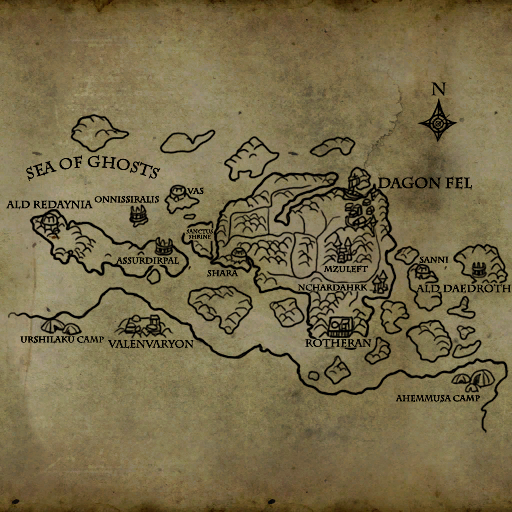 N
SEA OF GHOSTS
DAGON FEL
VAS
ONNISSIRALIS
ALD REDAYNIA
SANCTUS
SHRINE
ASSURDIRPAL
SHARA
MZULEFT
SANNI
NCHARDAHRK
ALD DAEDROTH
URSHILAKU CAMP
VALENVARYON
ROTHERAN
AHEMMUSA CAMP